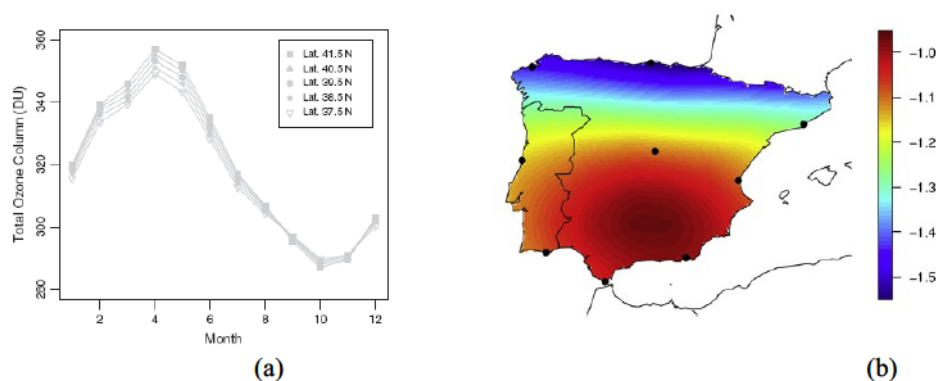 360
340
320
300
280
Total Ozone Column (DU)
Lat. 41.5 N
Lat. 40.5 N
Lat. 39.5 N
Lat. 38.5 N
Lat. 37.5 N
2
4
6
8
10
12
Month
(a)
-1.0
-1.1
-1.2
-1.3
-1.4
-1.5
(b)